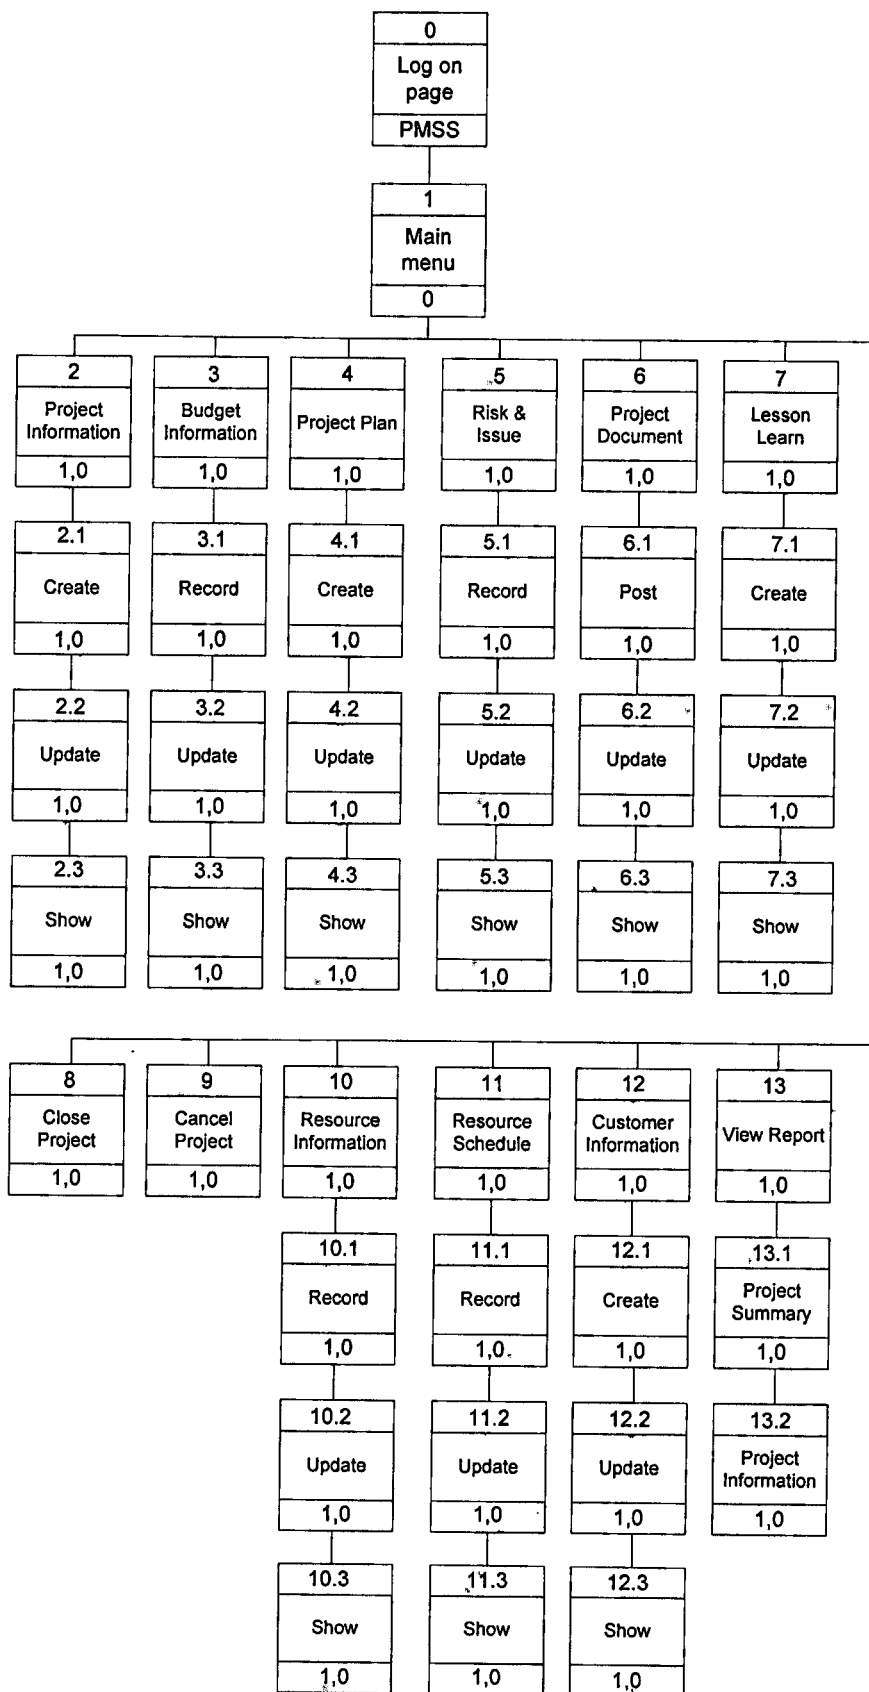 0
Log on
page
PMSS
1
Main
menu
0
2
Project
Information
1,0
3
Budget
Information
1,0
4
Project Plan
1,0
5
Risk &
Issue
1,0
6
Project
Document
1,0
7
Lesson
Learn
1,0
2.1
Create
1,0
3.1
Record
1,0
4.1
Create
1,0
5.1
Record
1,0
6.1
Post
1,0
7.1
Create
1,0
2.2
Update
1,0
3.2
Update
1,0
4.2
Update
1,0
5.2
Update
1,0
6.2
Update
1,0
7.2
Update
1,0
2.3
Show
1,0
3.3
Show
1,0
4.3
Show
1,0
5.3
Show
1,0
6.3
Show
1,0
7.3
Show
1,0
8
Close
Project
1,0
9
Cancel
Project
1,0
10
Resource
Information
1,0
11
Resource
Schedule
1,0
12
Customer
Information
1,0
13
View Report
1,0
10.1
Record
1,0
11.1
Record
1,0
12.1
Create
1,0
13.1
Project
Summary
1,0
10.2
Update
1,0
11.2
Update
1,0
12.2
Update
1,0
13.2
Project
Information
1,0
10.3
Show
1,0
11.3
Show
1,0
12.3
Show
1,0